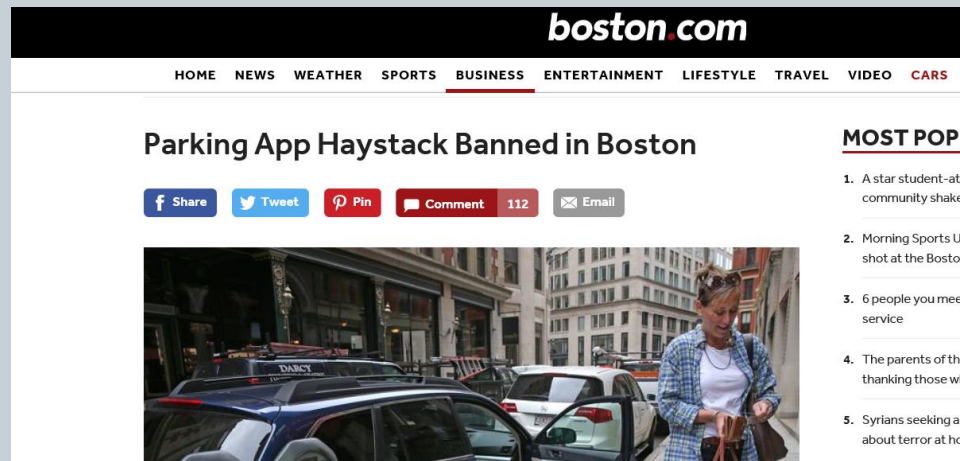 boston.com
HOME NEWS WEATHER SPORTS BUSINESS ENTERTAINMENT LIFESTYLE TRAVEL VIDEO CARS
Parking App Haystack Banned in Boston
Share Tweet Pin Comment 112 Email
DARCY
MOST POP
1. A star student-at
community shake
2. Morning Sports U
shot at the Bosto
3. 6 people you mee
service
4. The parents of th
thanking those w
5. Syrians seeking a
about terror at ho